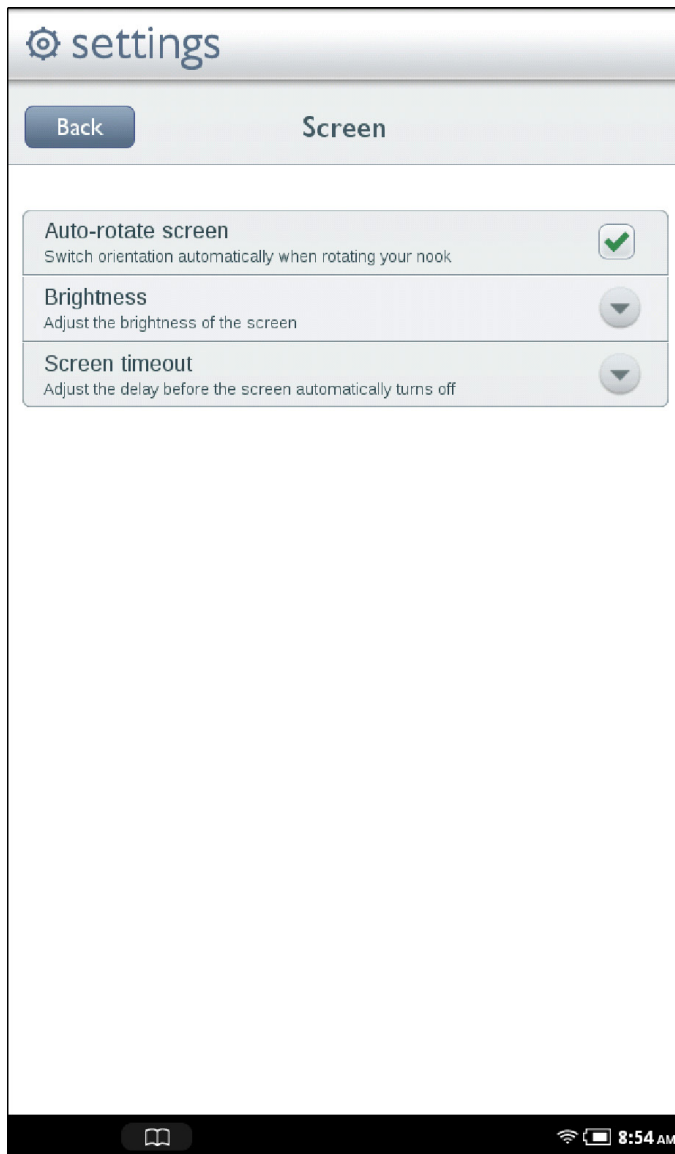 settings
Back
Screen
Auto-rotate screen
Switch orientation automatically when rotating your nook
Brightness
Adjust the brightness of the screen
Screen timeout
Adjust the delay before the screen automatically turns off
8:54 AM